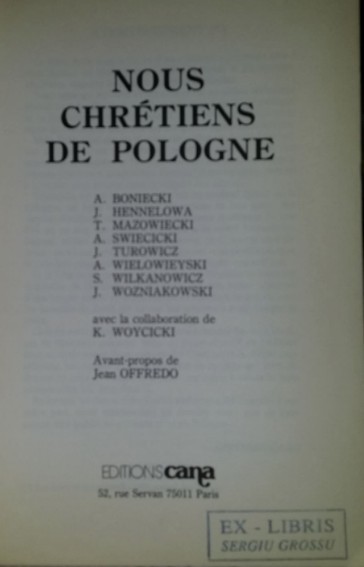 NOUS
CHRÉTIENS
DE POLOGNE
A. BONIECKI
J. HENNELOWA
T. MAZOWIECKI
A. SWIECICKI
J. TUROWICZ
A. WIELOWIEYSKI
S. WILKANOWICZ
J. WOZNIAKOWSKI
avec la collaboration de
K. WOYCICKI
Avant-propos de
Jean OFFREDO
EDITIONS cana
52, rue Servan 75011 Paris
EX - LIBRIS
SERGIU GROSSU